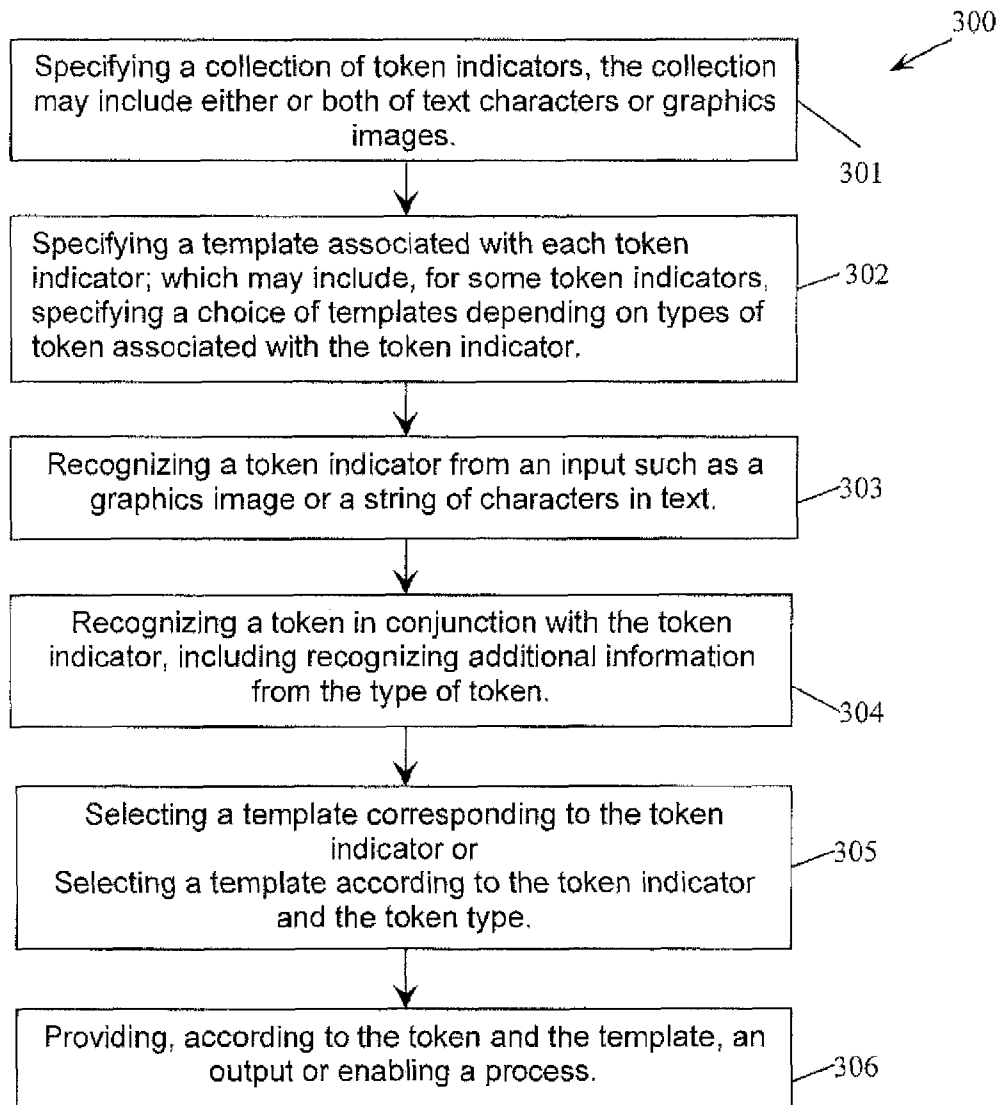 300
Specifying a collection of token indicators, the collection
may include either or both of text characters or graphics
images.
301
Specifying a template associated with each token
indicator; which may include, for some token indicators,
specifying a choice of templates depending on types of
token associated with the token indicator.
302
Recognizing a token indicator from an input such as a
graphics image or a string of characters in text.
303
Recognizing a token in conjunction with the token
indicator, including recognizing additional information
from the type of token.
304
Selecting a template corresponding to the token
indicator or
Selecting a template according to the token indicator
and the token type.
305
Providing, according to the token and the template, an
output or enabling a process.
306